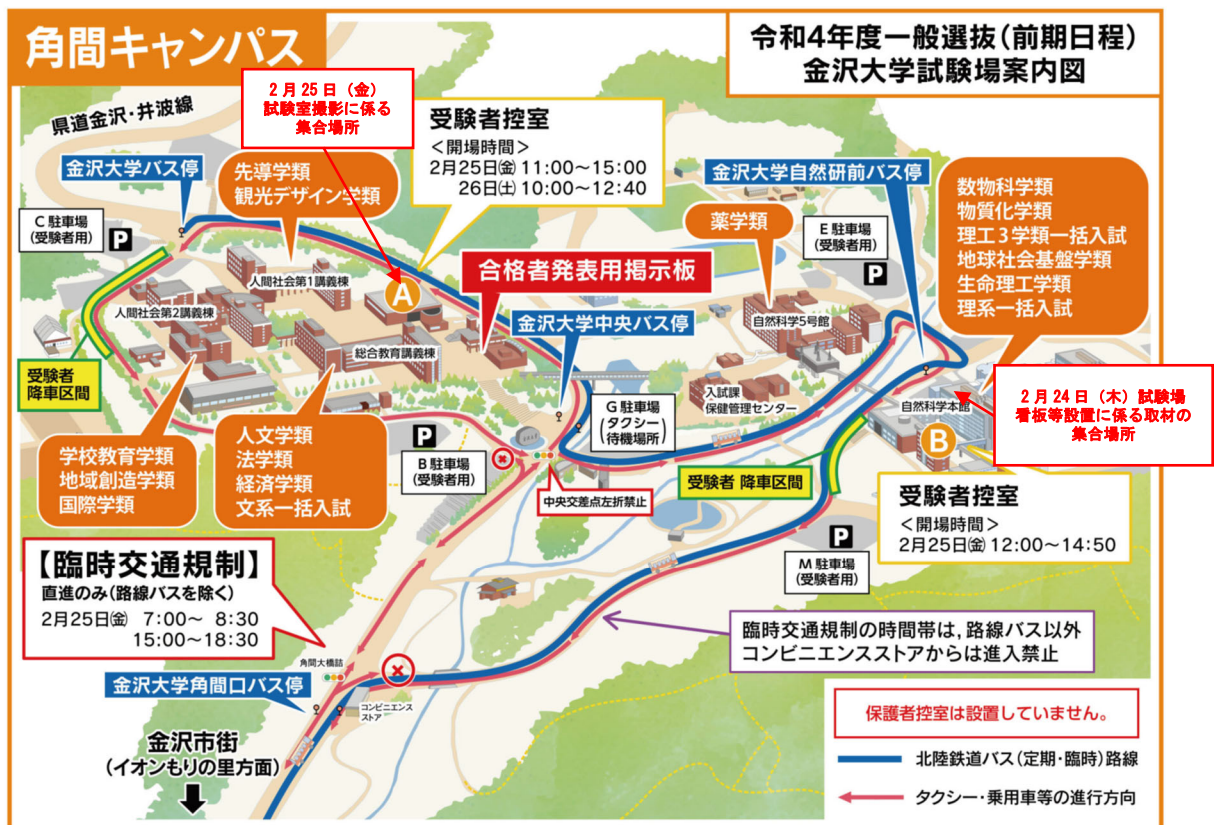 角間キャンパス
令和4年度一般選抜(前期日程)
金沢大学試験場案内図
2月25日(金)
試験室撮影に係る
集合場所
県道金沢・井波線
受験者控室
<開場時間>
2月25日㈮ 11:00~15:00
26日㈯ 10:00~12:40
金沢大学バス停
先導学類
観光デザイン学類
金沢大学自然研前バス停
数物科学類
物質化学類
理工3学類一括入試
地球社会基盤学類
生命理工学類
理系一括入試
C駐車場
(受験者用)
P
薬学類
E駐車場
(受験者用)
P
合格者発表用掲示板
人間社会第1講義棟
A
人間社会第2講義棟
金沢大学中央バス停
自然科学5号館
総合教育講義棟
受験者
降車区間
入試課
保健管理センター
2月24日(木)試験場
看板等設置に係る取材の
集合場所
自然科学本館
B
G駐車場
(タクシー
待機場所)
学校教育学類
地域創造学類
国際学類
人文学類
法学類
経済学類
文系一括入試
P
B駐車場
(受験者用)
受験者 降車区間
中央交差点左折禁止
受験者控室
<開場時間>
2月25日㈮ 12:00~14:50
P
M駐車場
(受験者用)
【臨時交通規制】
直進のみ(路線バスを除く)
2月25日㈮ 7:00~ 8:30
15:00~18:30
臨時交通規制の時間帯は,路線バス以外
コンビニエンスストアからは進入禁止
角間大橋詰
金沢大学角間口バス停
コンビニエンス
ストア
金沢市街
(イオンもりの里方面)
保護者控室は設置していません。
北陸鉄道バス(定期・臨時)路線
タクシー・乗用車等の進行方向